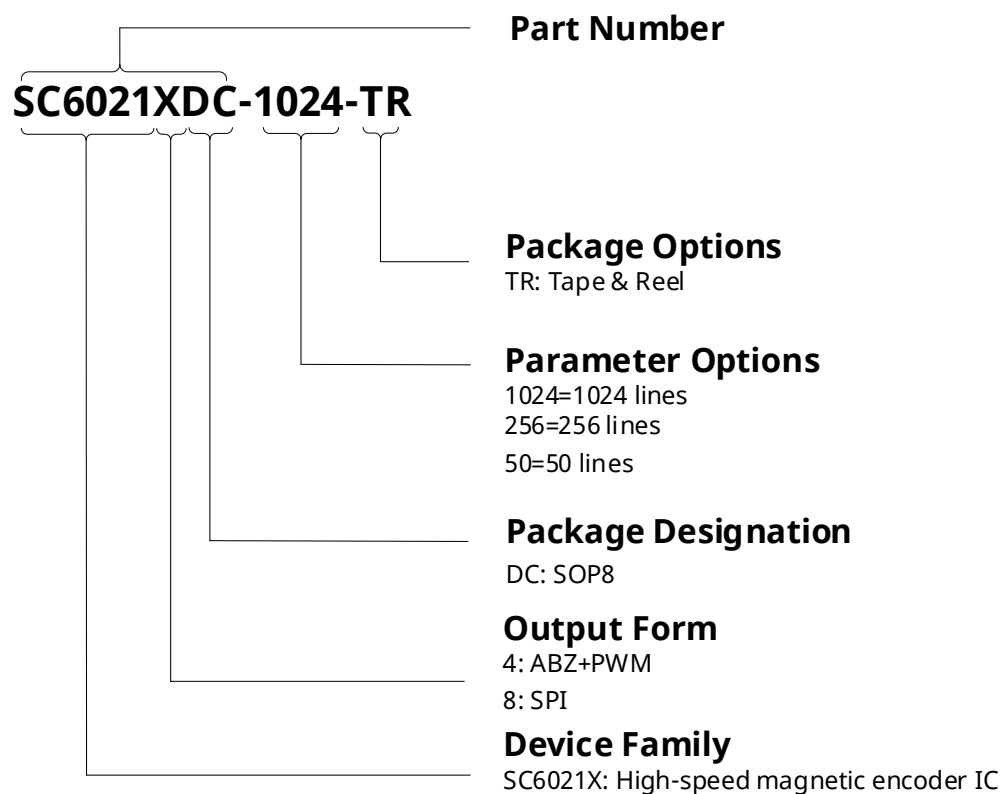 Part Number
SC6021XDC-1024-TR
Package Options
TR: Tape & Reel
Parameter Options
1024=1024 lines
256=256 lines
50=50 lines
Package Designation
DC: SOP8
Output Form
4: ABZ+PWM
8: SPI
Device Family
SC6021X: High-speed magnetic encoder IC